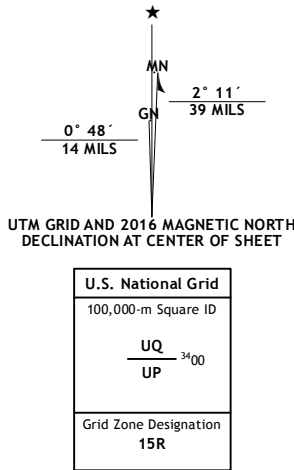 ★
MN
2° 11´
39 MILS
GN
0° 48´
14 MILS
UTM GRID AND 2016 MAGNETIC NORTH
DECLINATION AT CENTER OF SHEET
U.S. National Grid
100,000-m Square ID
UQ
3400
UP
Grid Zone Designation
15R